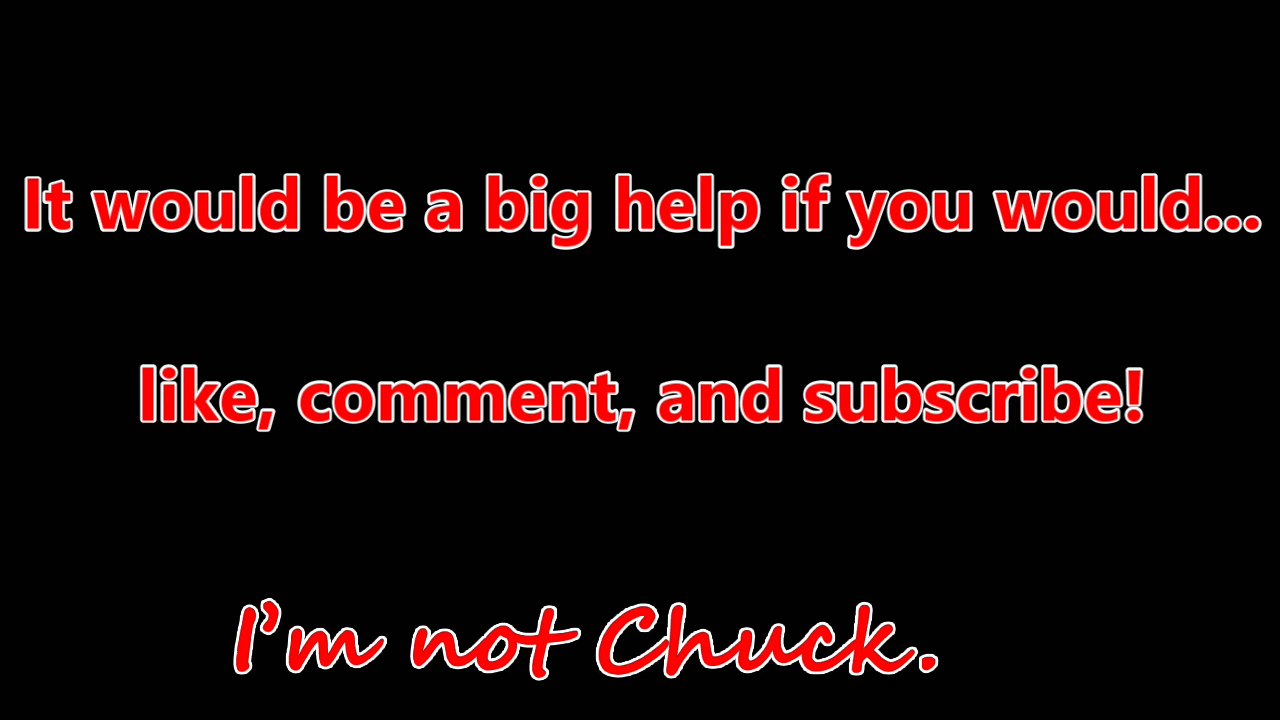 It would be a big help if you would...
like, comment, and subscribe!
I'm not Chuck.